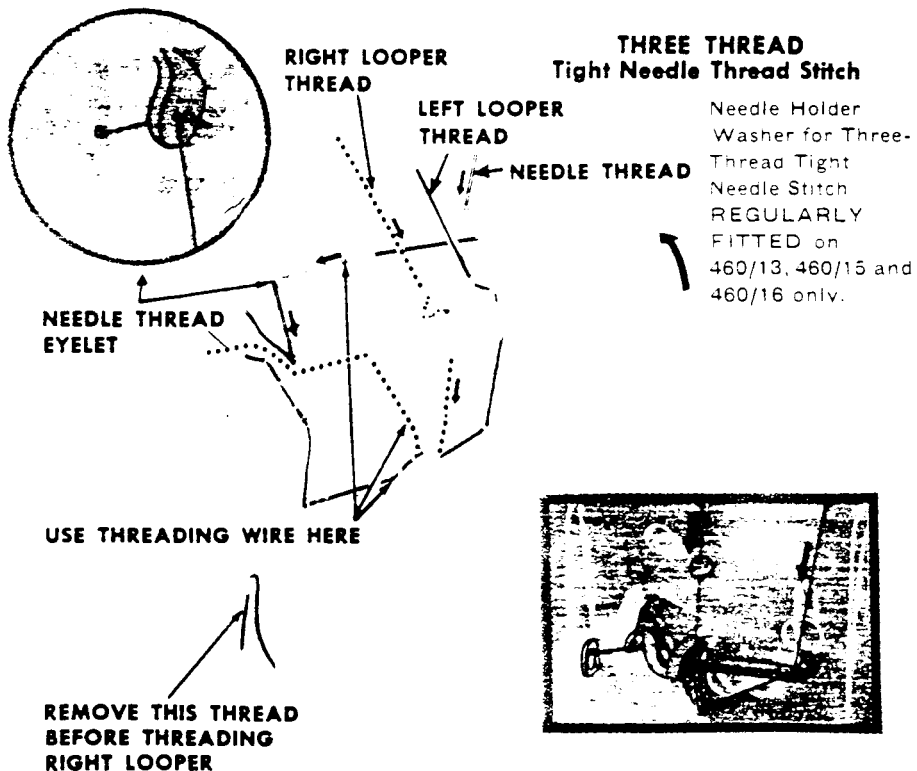 THREE THREAD
Tight Needle Thread Stitch
RIGHT LOOPER
THREAD
LEFT LOOPER
THREAD
NEEDLE THREAD
Needle Holder
Washer for Three-
Thread Tight
Needle Stitch
REGULARLY
FITTED on
460/13, 460/15 and
460/16 only.
NEEDLE THREAD
EYELET
USE THREADING WIRE HERE
REMOVE THIS THREAD
BEFORE THREADING
RIGHT LOOPER